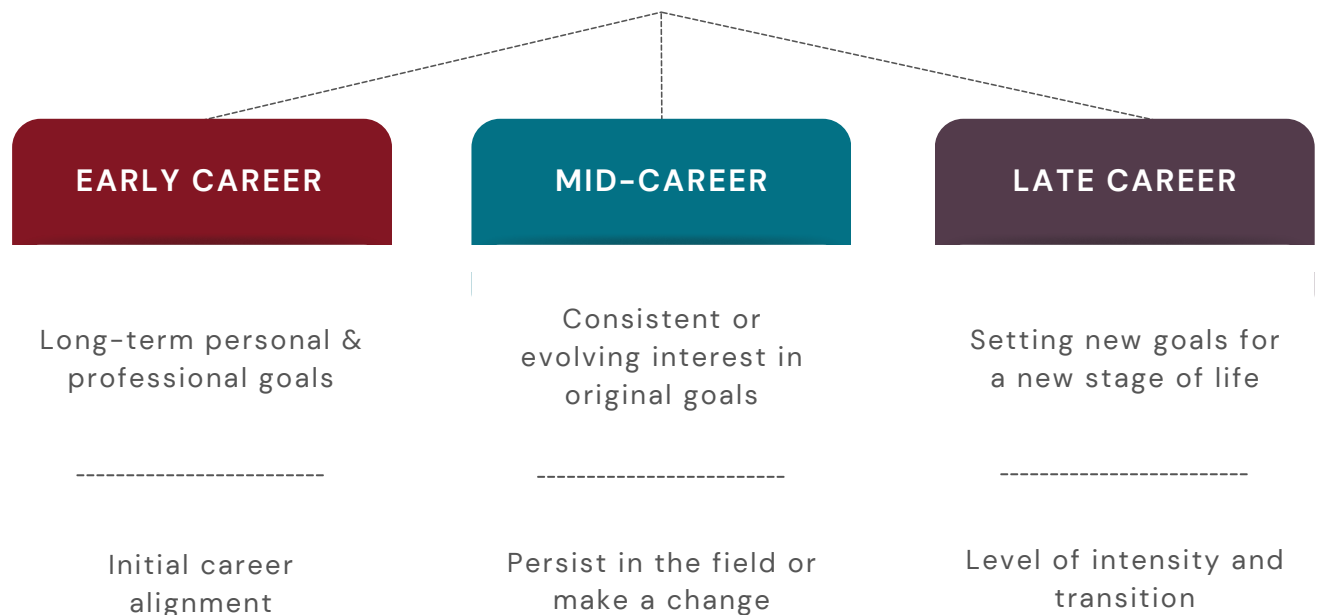 EARLY CAREER
Long-term personal &
professional goals
Initial career
alignment
MID-CAREER
Consistent or
evolving interest in
original goals
Persist in the field or
make a change
LATE CAREER
Setting new goals for
a new stage of life
Level of intensity and
transition